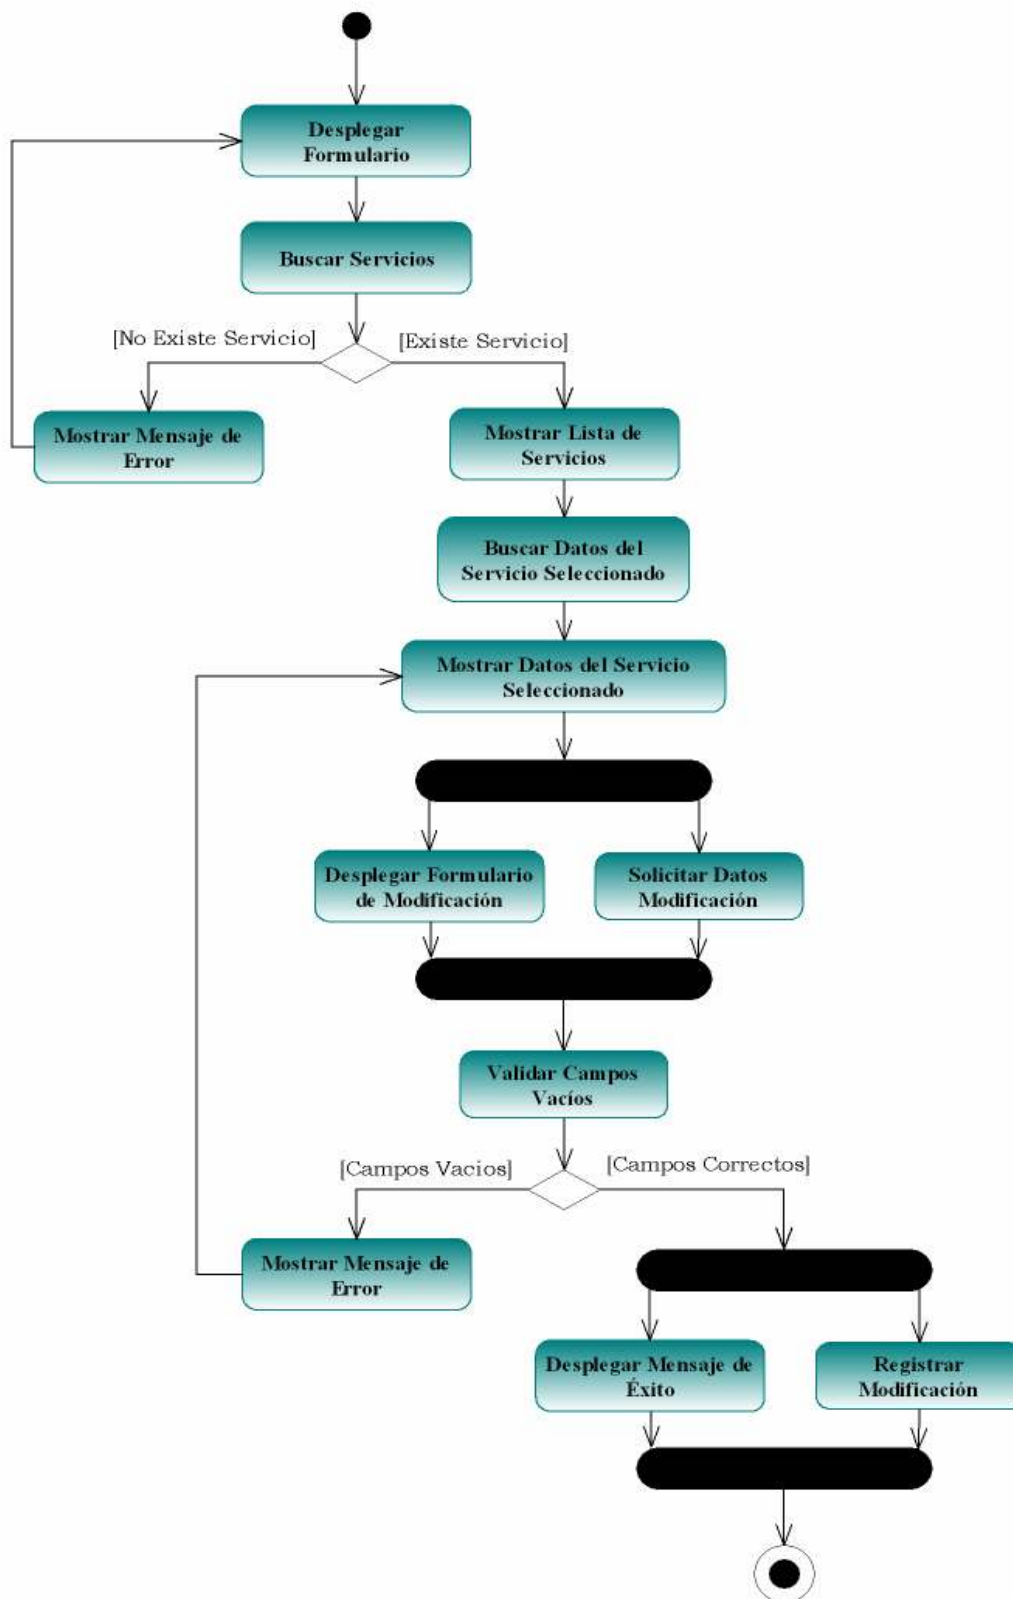 Desplegar
Formulario
Buscar Servicios
[No Existe Servicio]
[Existe Servicio]
Mostrar Mensaje de
Error
Mostrar Lista de
Servicios
Buscar Datos del
Servicio Seleccionado
Mostrar Datos del Servicio
Seleccionado
Desplegar Formulario
de Modificación
Solicitar Datos
Modificación
Validar Campos
Vacíos
[Campos Vacios]
[Campos Correctos]
Mostrar Mensaje de
Error
Desplegar Mensaje de
Éxito
Registrar
Modificación